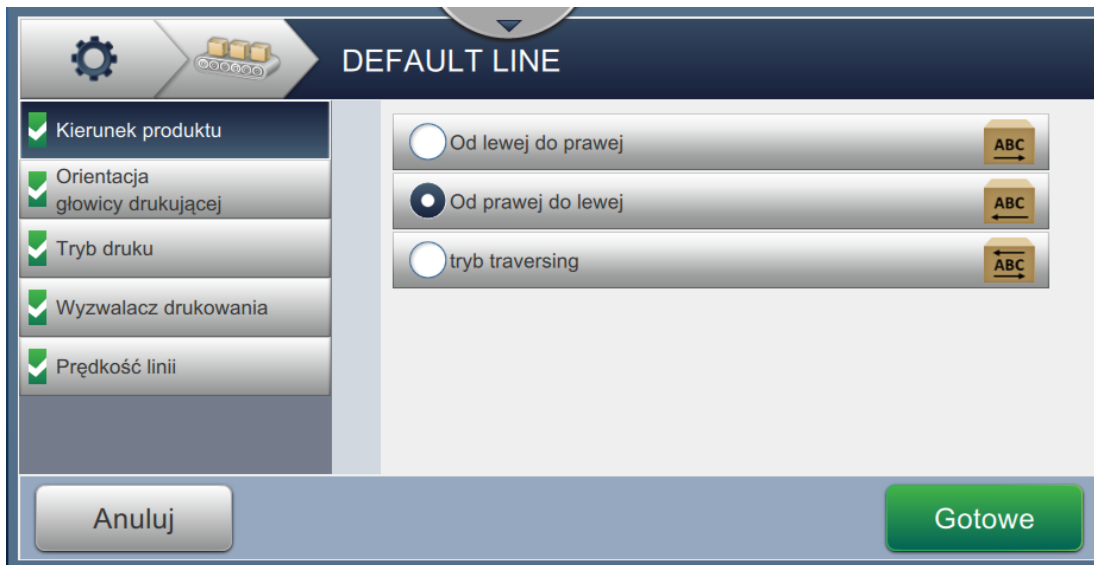 DEFAULT LINE
Kierunek produktu
Orientacja
głowicy drukującej
Tryb druku
Wyzwalacz drukowania
Prędkość linii
Od lewej do prawej
ABC
Od prawej do lewej
ABC
tryb traversing
ABC
Anuluj
Gotowe